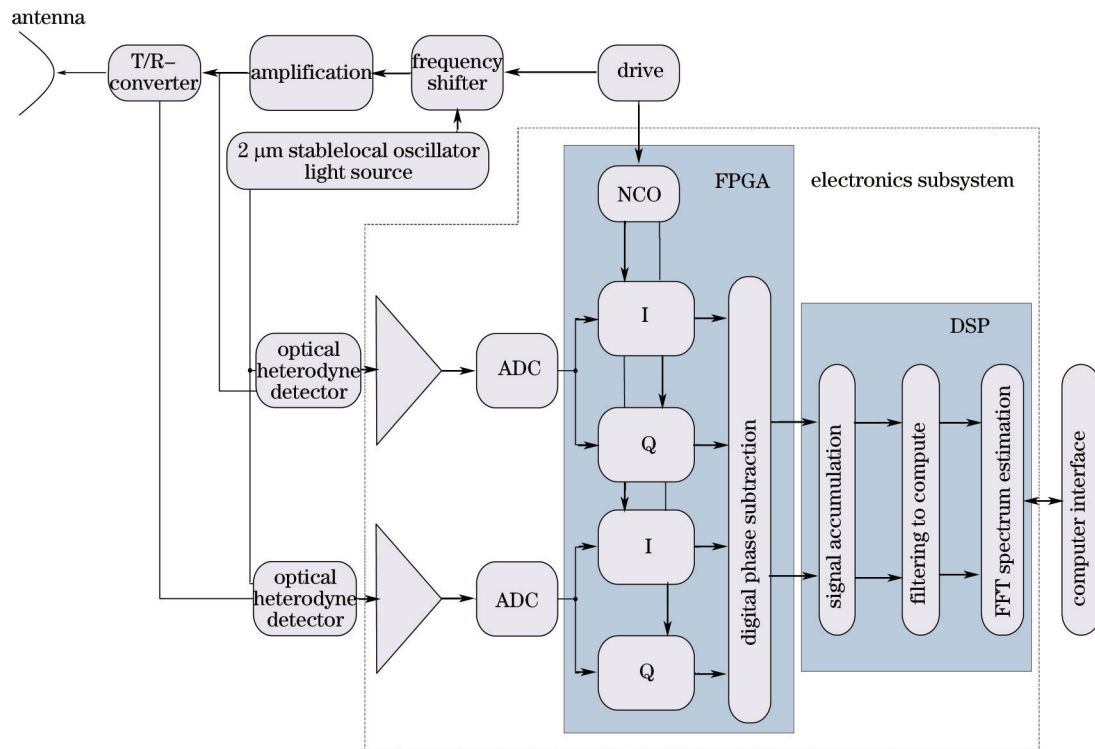 antenna
T/R-
converter
amplification
frequency
shifter
drive
2 μm stablelocal oscillator
light source
FPGA
electronics subsystem
NCO
I
DSP
optical
heterodyne
detector
ADC
Q
I
optical
heterodyne
detector
ADC
Q
digital phase subtraction
signal accumulation
filtering to compute
FFT spectrum estimation
computer interface